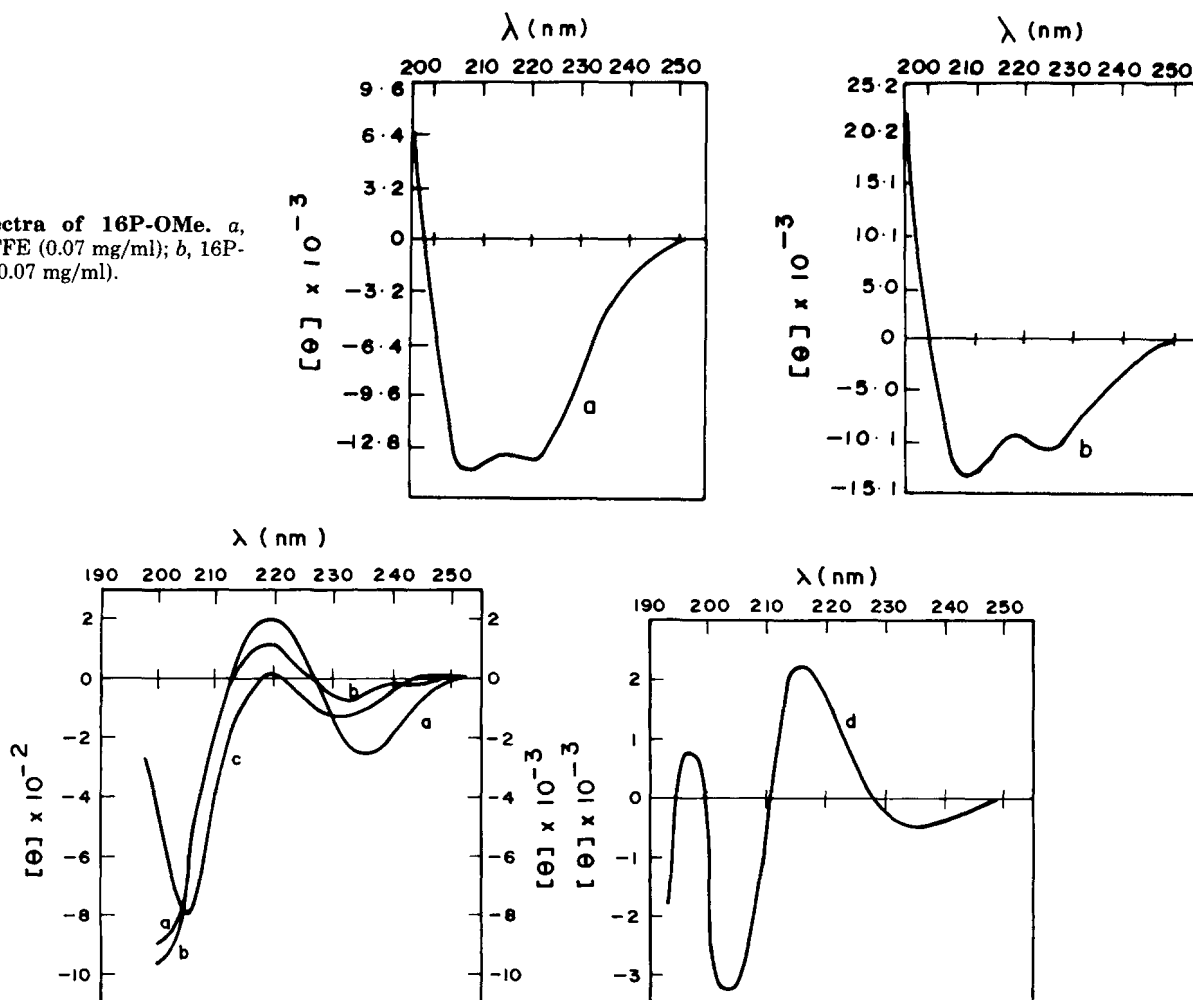 λ (nm)
200 210 220 230 240 250
9·6
6·4
3·2
0
-3·2
-6·4
-9·6
-12·8
[θ] x 10⁻³
a
λ (nm)
200 210 220 230 240 250
25·2
20·2
15·1
10·1
5·0
0
-5·0
-10·1
-15·1
[θ] x 10⁻³
b
ectra of 16P-OMe. a,
FFE (0.07 mg/ml); b, 16P-
0.07 mg/ml).
λ (nm)
190 200 210 220 230 240 250
2
0
-2
-4
-6
-8
-10
[θ] x 10⁻²
a
b
c
b
a
2
0
-2
-4
-6
-8
-10
[θ] x 10⁻³
λ (nm)
190 200 210 220 230 240 250
2
1
0
-1
-2
-3
[θ] x 10⁻³
d